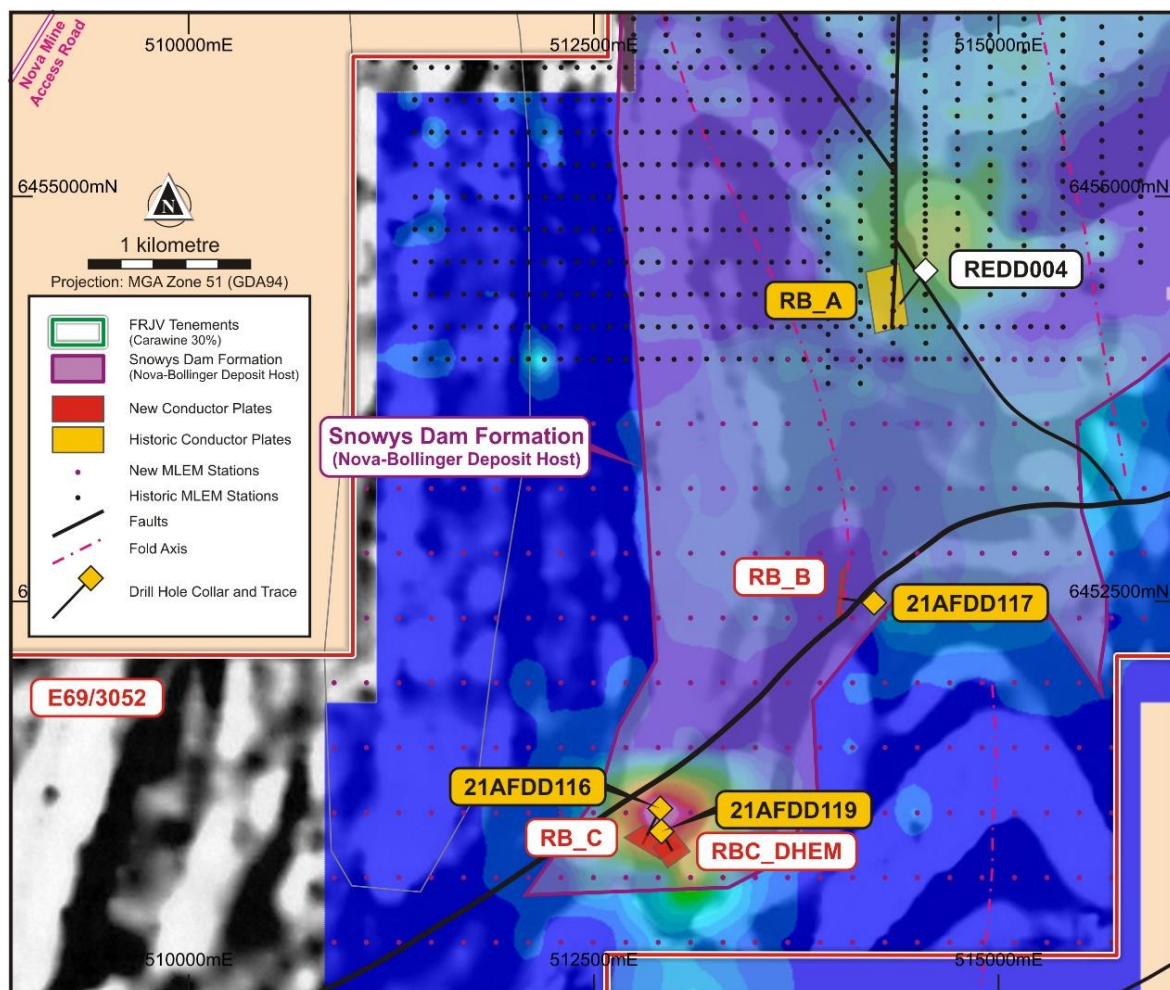 510000mE
512500mE
515000mE
Nova Mine
Access Road
6455000mN
6455000mN
N
1 kilometre
Projection: MGA Zone 51 (GDA94)
FRJV Tenements
(Carawine 30%)
Snowys Dam Formation
(Nova-Bollinger Deposit Host)
New Conductor Plates
Historic Conductor Plates
New MLEM Stations
Historic MLEM Stations
Faults
Fold Axis
Drill Hole Collar and Trace
REDD004
RB_A
Snowys Dam Formation
(Nova-Bollinger Deposit Host)
RB_B
6
6452500mN
21AFDD117
E69/3052
21AFDD116
21AFDD119
RB_C
RBC_DHEM
510000mE
512500mE
515000mE